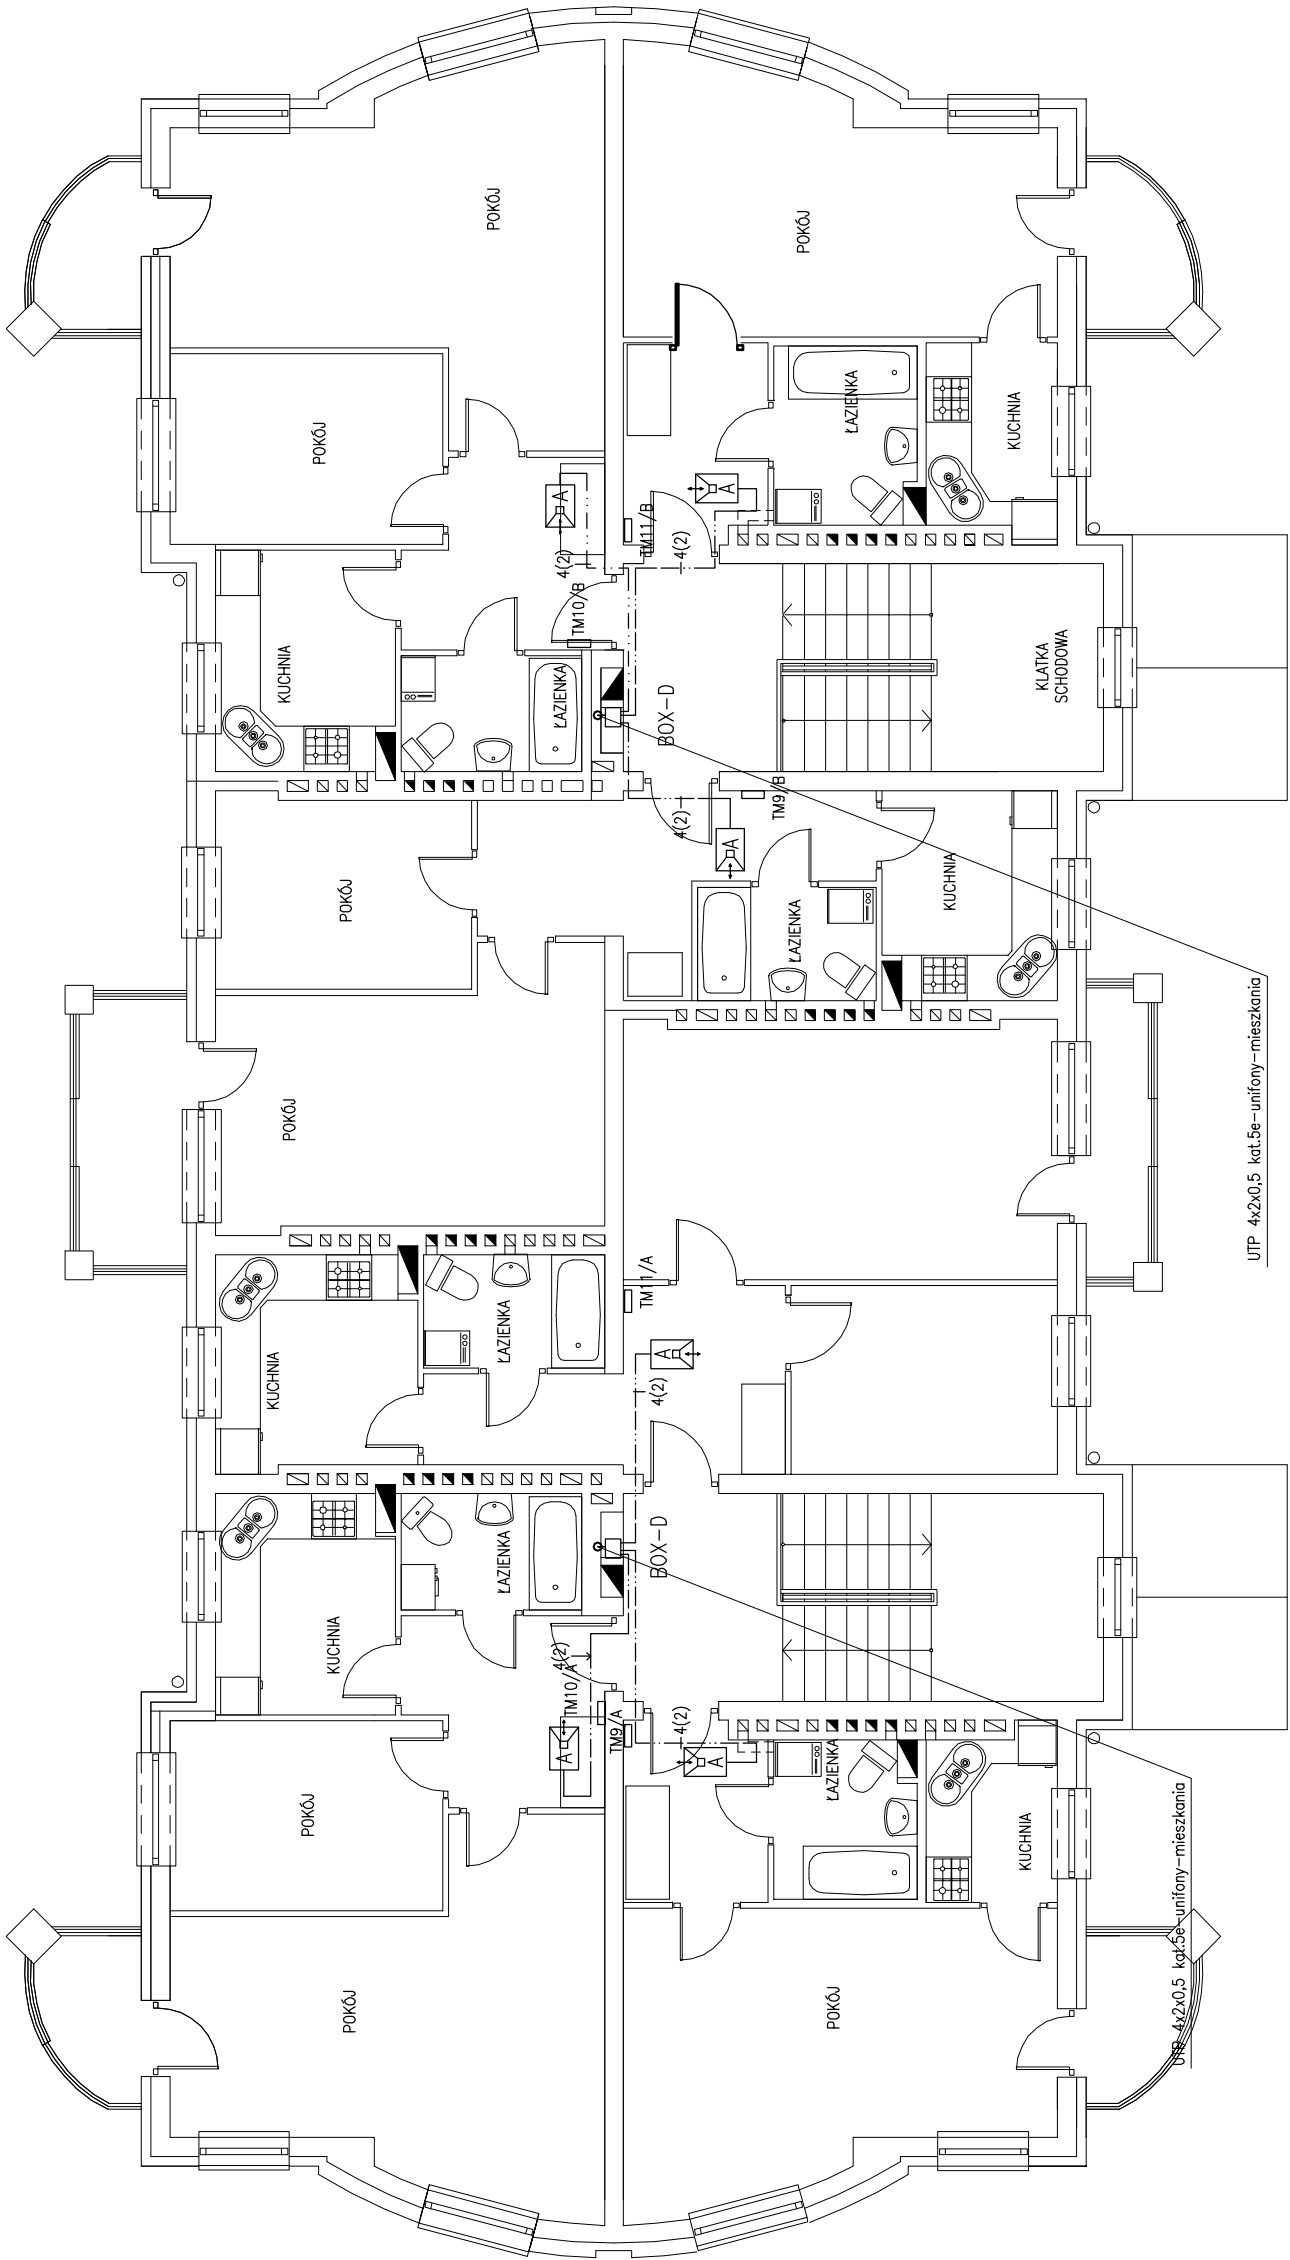 POKÓJ
POKÓJ
POKÓJ
ŁAZIENKA
KUCHNIA
A
A
TM11/B
4(2)
4(2)
TM10/B
KUCHNIA
ŁAZIENKA
KLATKA
SCHODOWA
BOX-D
TM9/B
4(2)
A
POKÓJ
KUCHNIA
ŁAZIENKA
UTP 4x2x0,5 kat.5e-unifony-mieszkania
POKÓJ
TM11/A
ŁAZIENKA
KUCHNIA
A
4(2)
BOX-D
ŁAZIENKA
KUCHNIA
4(2)
TM10/A
TM9/A
4(2)
A
A
ŁAZIENKA
POKÓJ
KUCHNIA
UTP 4x2x0,5 kat.5e-unifony-mieszkania
POKÓJ
POKÓJ